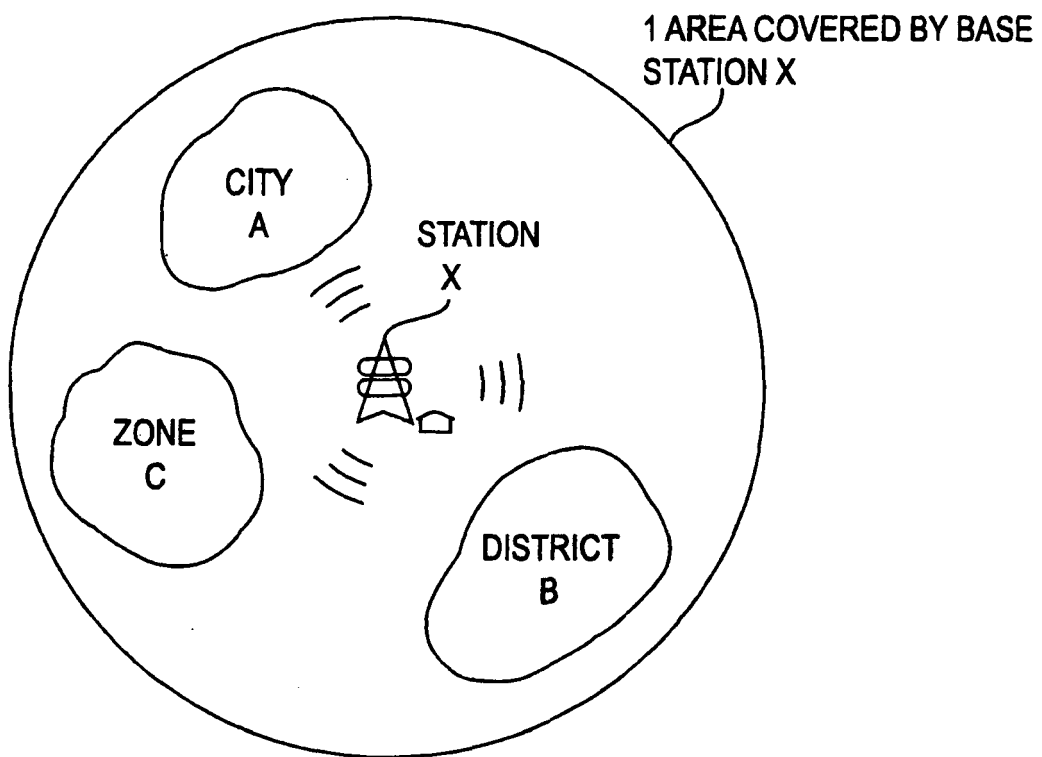 1 AREA COVERED BY BASE
STATION X
CITY
A
STATION
X
ZONE
C
DISTRICT
B